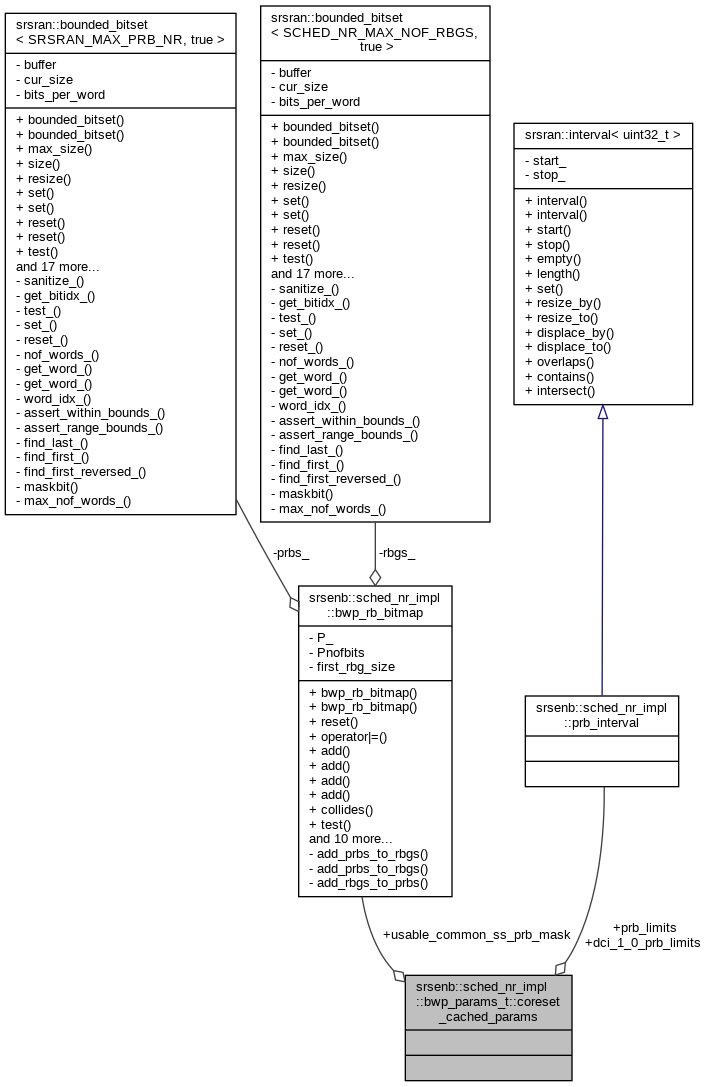 srsran::bounded_bitset
< SRSRAN_MAX_PRB_NR, true >
- buffer
- cur_size
- bits_per_word
+ bounded_bitset()
+ bounded_bitset()
+ max_size()
+ size()
+ resize()
+ set()
+ set()
+ reset()
+ reset()
+ test()
and 17 more...
- sanitize_()
- get_bitidx_()
- test_()
- set_()
- reset_()
- nof_words_()
- get_word_()
- get_word_()
- word_idx_()
- assert_within_bounds_()
- assert_range_bounds_()
- find_last_()
- find_first_()
- find_first_reversed_()
- maskbit()
- max_nof_words_()
srsran::bounded_bitset
< SCHED_NR_MAX_NOF_RBGS,
true >
- buffer
- cur_size
- bits_per_word
+ bounded_bitset()
+ bounded_bitset()
+ max_size()
+ size()
+ resize()
+ set()
+ set()
+ reset()
+ reset()
+ test()
and 17 more...
- sanitize_()
- get_bitidx_()
- test_()
- set_()
- reset_()
- nof_words_()
- get_word_()
- get_word_()
- word_idx_()
- assert_within_bounds_()
- assert_range_bounds_()
- find_last_()
- find_first_()
- find_first_reversed_()
- maskbit()
- max_nof_words_()
srsran::interval< uint32_t >
- start_
- stop_
+ interval()
+ interval()
+ start()
+ stop()
+ empty()
+ length()
+ set()
+ resize_by()
+ resize_to()
+ displace_by()
+ displace_to()
+ overlaps()
+ contains()
+ intersect()
-prbs_
-rbgs_
srsenb::sched_nr_impl
::bwp_rb_bitmap
- P_
- Pnofbits
- first_rbg_size
+ bwp_rb_bitmap()
+ bwp_rb_bitmap()
+ reset()
+ operator|=()
+ add()
+ add()
+ add()
+ add()
+ collides()
+ test()
and 10 more...
- add_prbs_to_rbgs()
- add_prbs_to_rbgs()
- add_rbgs_to_prbs()
srsenb::sched_nr_impl
::prb_interval
+usable_common_ss_prb_mask
+prb_limits
+dci_1_0_prb_limits
srsenb::sched_nr_impl
::bwp_params_t::coreset
_cached_params